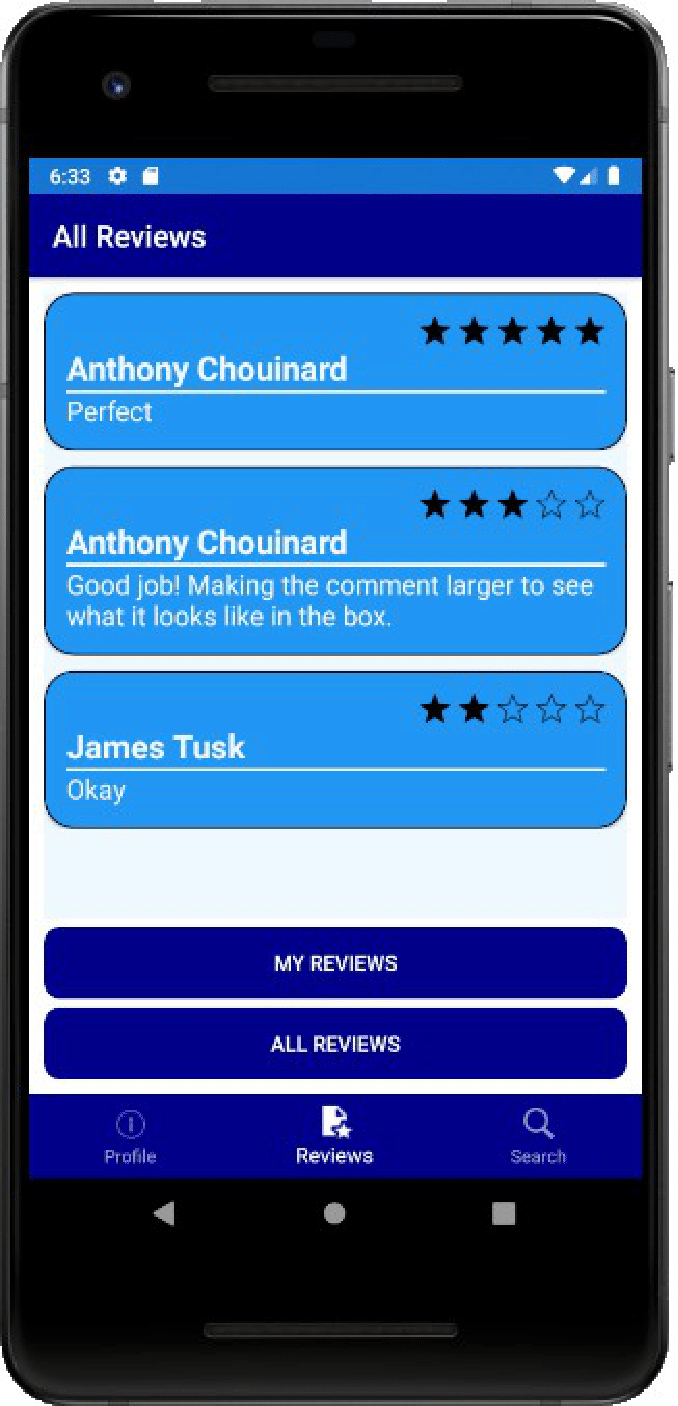 6:33
All Reviews
Anthony Chouinard
Perfect
Anthony Chouinard
Good job! Making the comment larger to see
what it looks like in the box.
James Tusk
Okay
MY REVIEWS
ALL REVIEWS
Profile
Reviews
Search